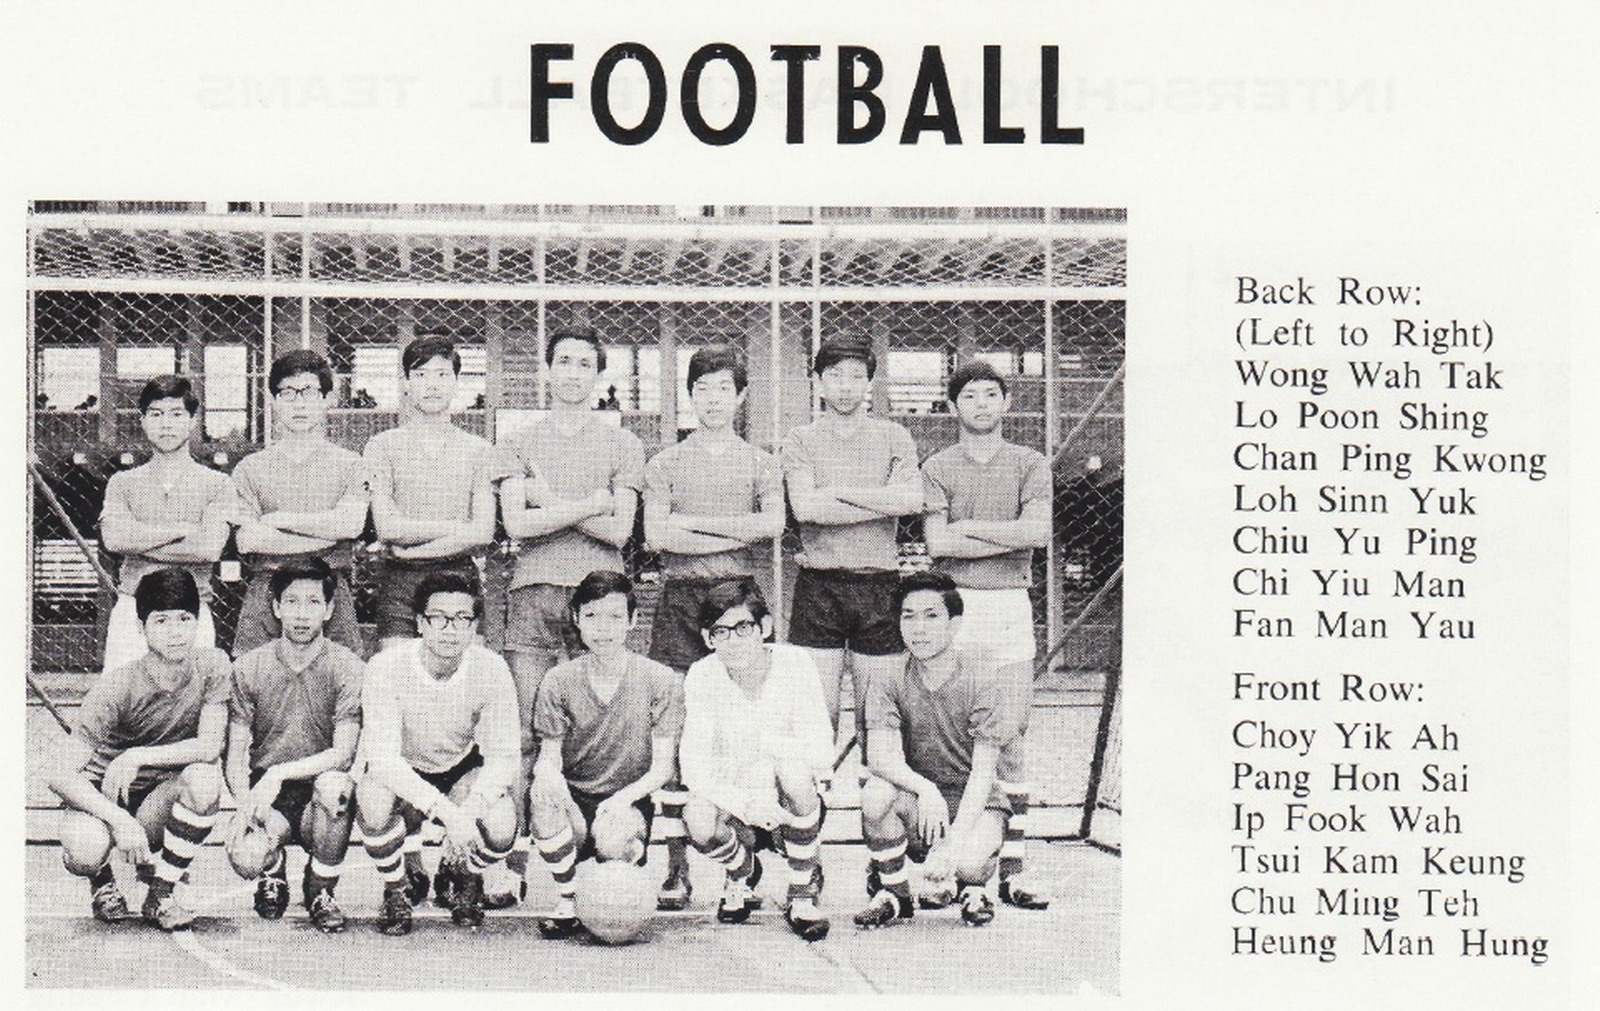 FOOTBALL
Back Row:
(Left to Right)
Wong Wah Tak
Lo Poon Shing
Chan Ping Kwong
Loh Sinn Yuk
Chiu Yu Ping
Chi Yiu Man
Fan Man Yau
Front Row:
Choy Yik Ah
Pang Hon Sai
Ip Fook Wah
Tsui Kam Keung
Chu Ming Teh
Heung Man Hung